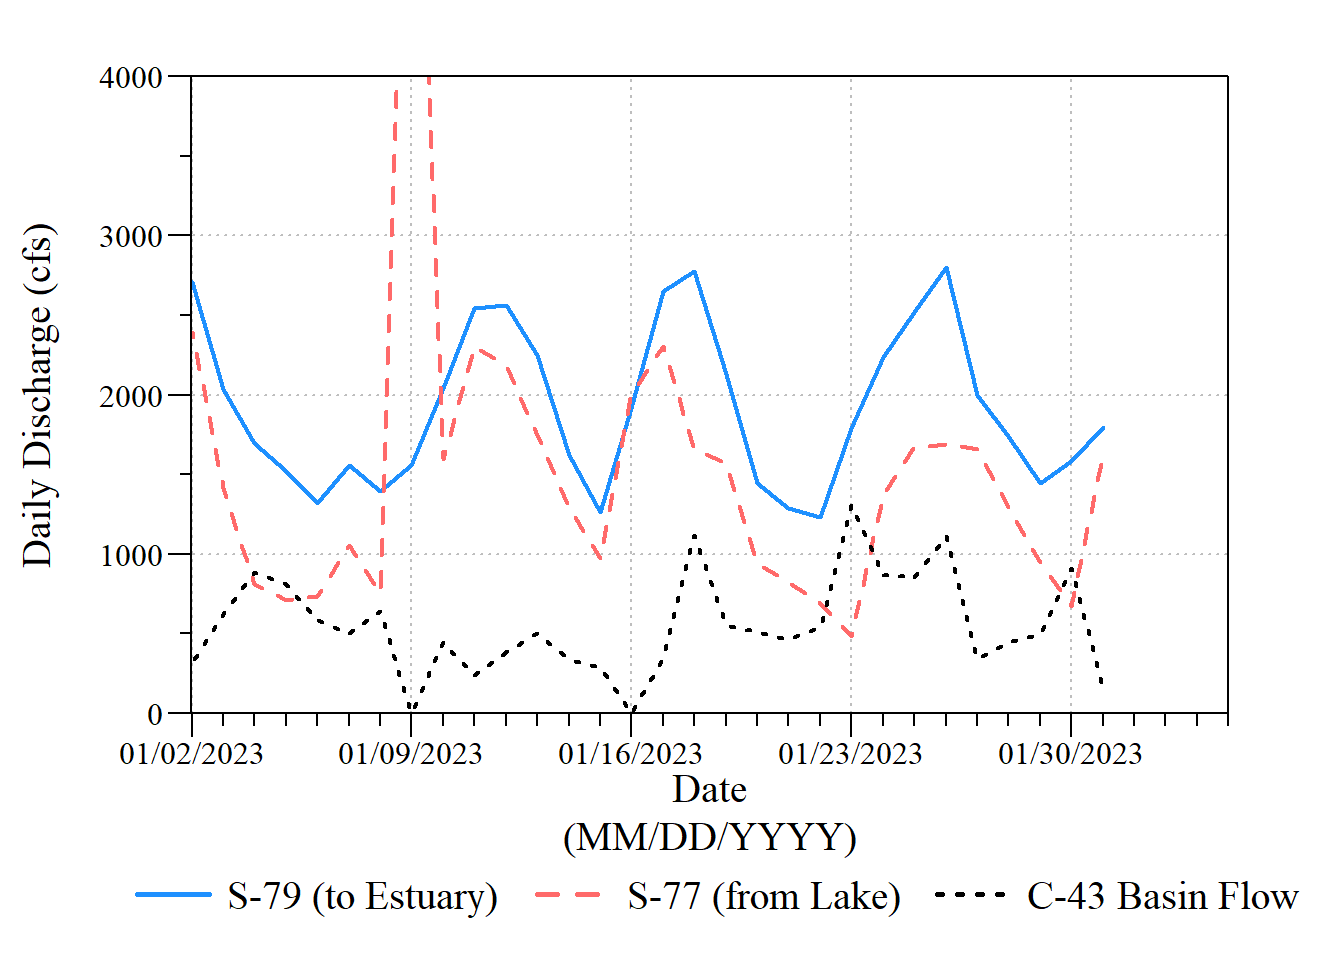 4000
3000
2000
1000
0
Daily Discharge (cfs)
01/02/2023 01/09/2023 01/16/2023 01/23/2023 01/30/2023
Date
(MM/DD/YYYY)
S-79 (to Estuary) S-77 (from Lake) C-43 Basin Flow